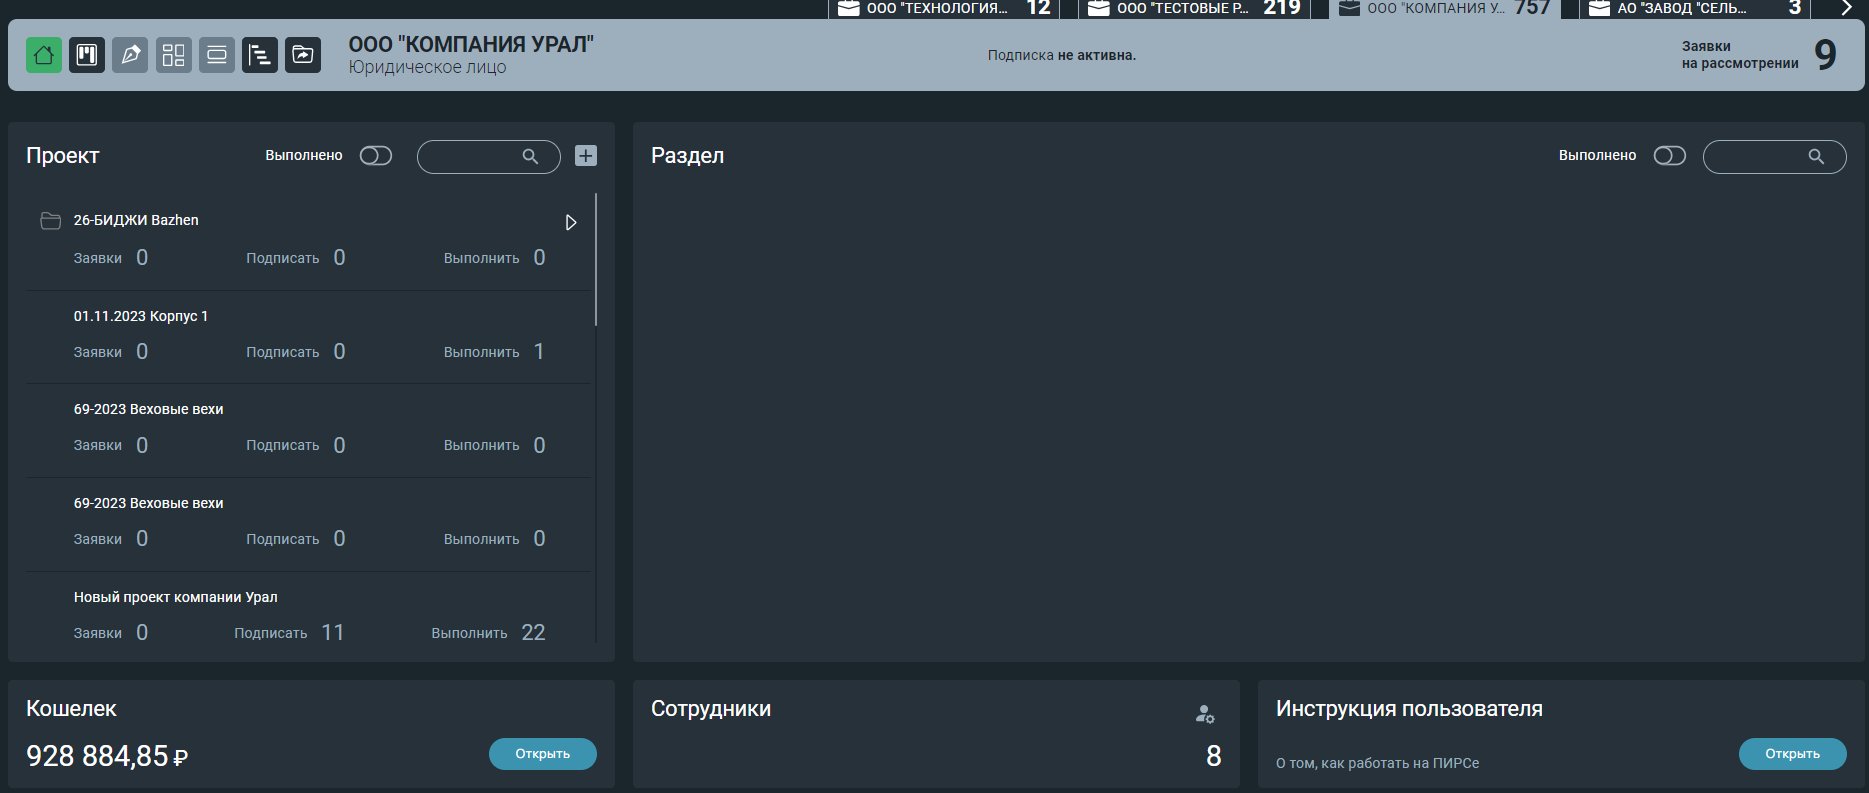 ООО "ТЕХНОЛОГИЯ... 12
ООО "ТЕСТОВЫЕ Р... 219
ООО "КОМПАНИЯ У... 757
АО "ЗАВОД "СЕЛЬ... 3
ООО "КОМПАНИЯ УРАЛ"
Юридическое лицо
Подписка не активна.
Заявки
на рассмотрении
9
Проект
Выполнено
26-БИДЖИ Bazhen
Заявки 0 Подписать 0 Выполнить 0
01.11.2023 Корпус 1
Заявки 0 Подписать 0 Выполнить 1
69-2023 Веховые вехи
Заявки 0 Подписать 0 Выполнить 0
69-2023 Веховые вехи
Заявки 0 Подписать 0 Выполнить 0
Новый проект компании Урал
Заявки 0 Подписать 11 Выполнить 22
Раздел
Выполнено
Кошелек
928 884,85 ₽
Открыть
Сотрудники
8
Инструкция пользователя
О том, как работать на ПИРСе
Открыть